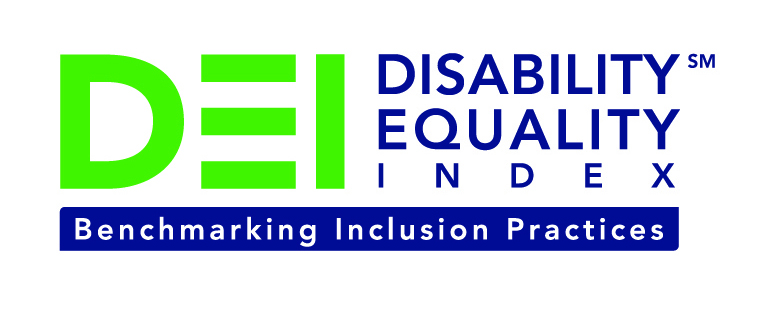 DEI
DISABILITY℠
EQUALITY
INDEX
Benchmarking Inclusion Practices